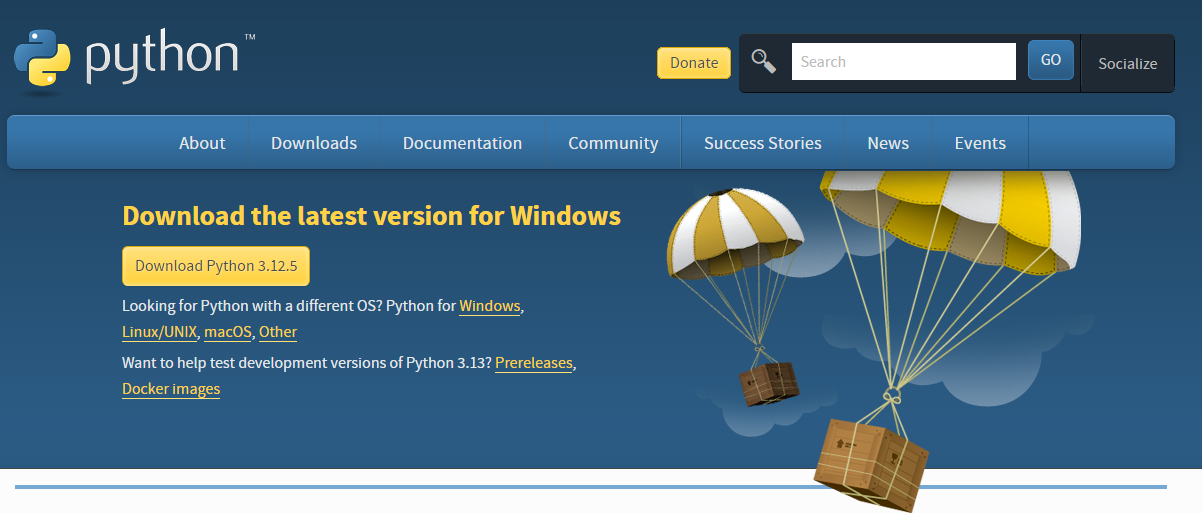 python™
Donate
Search
GO
Socialize
About Downloads Documentation Community Success Stories News Events
Download the latest version for Windows
Download Python 3.12.5
Looking for Python with a different OS? Python for Windows,
Linux/UNIX, macOS, Other
Want to help test development versions of Python 3.13? Prereleases,
Docker images